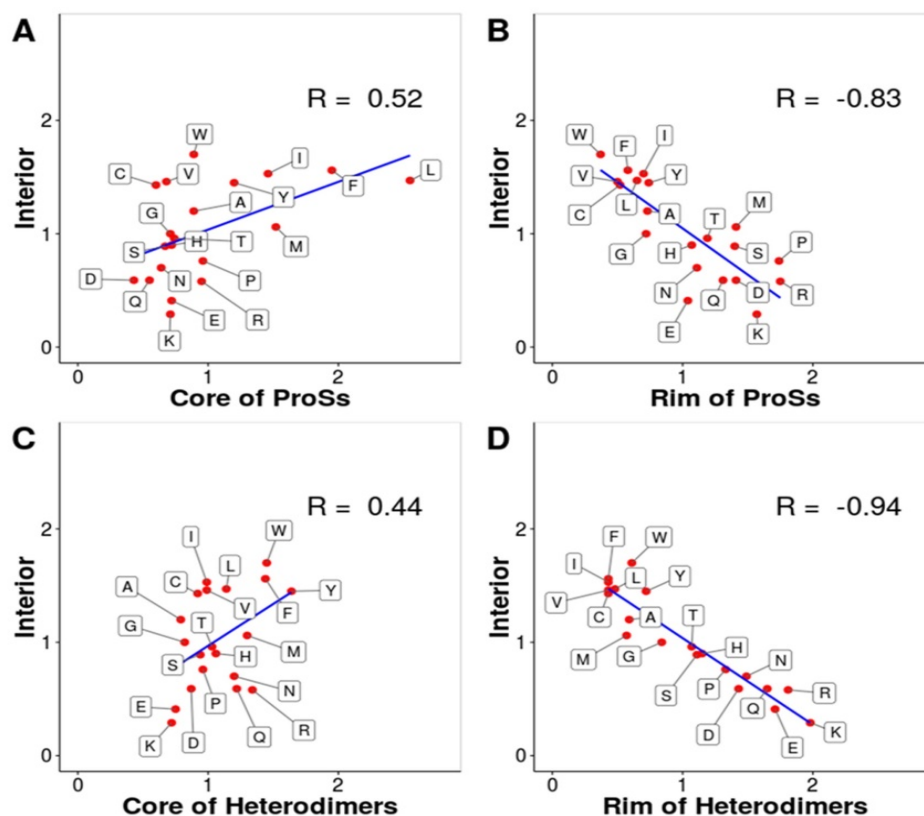 A
B
R = 0.52
R = -0.83
Interior
Interior
2
1
0
W
C
V
I
L
F
Y
A
G
S
H
T
M
D
Q
N
P
E
R
K
0
1
2
Core of ProSs
2
1
0
W
F
I
V
Y
C
L
A
T
M
G
H
S
P
N
Q
D
R
E
K
0
1
2
Rim of ProSs
C
D
R = 0.44
R = -0.94
Interior
Interior
2
1
0
I
W
L
A
C
Y
V
F
G
T
S
H
M
E
P
N
K
D
Q
R
0
1
2
Core of Heterodimers
2
1
0
F
W
I
L
Y
V
C
A
T
M
G
H
S
P
N
Q
R
D
E
K
0
1
2
Rim of Heterodimers